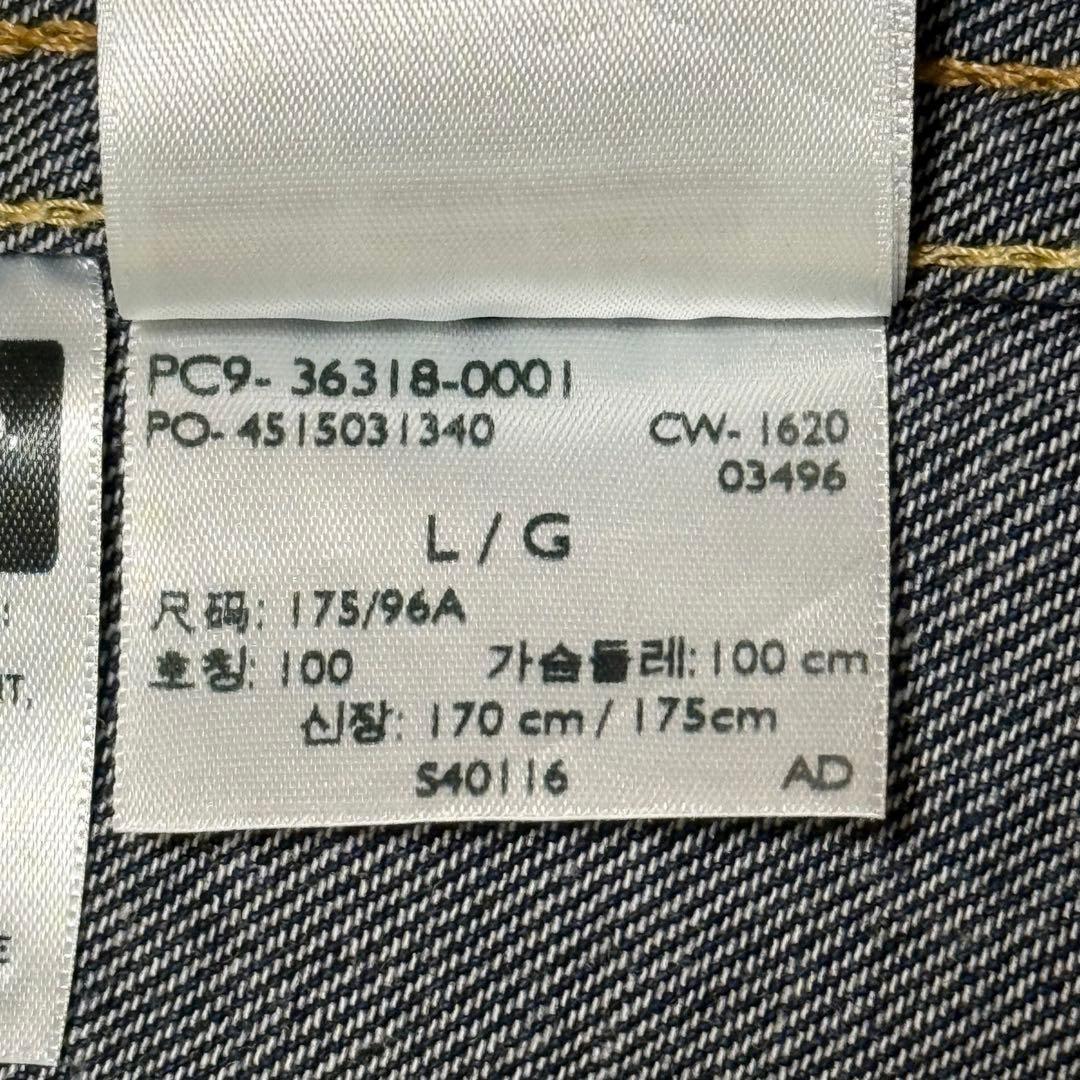 PC9- 36318-0001
PO- 4515031340 CW- 1620
03496
L / G
尺码: 175/96A
호칭: 100 가슴둘레: 100 cm
신장: 170 cm / 175cm
S40116 AD